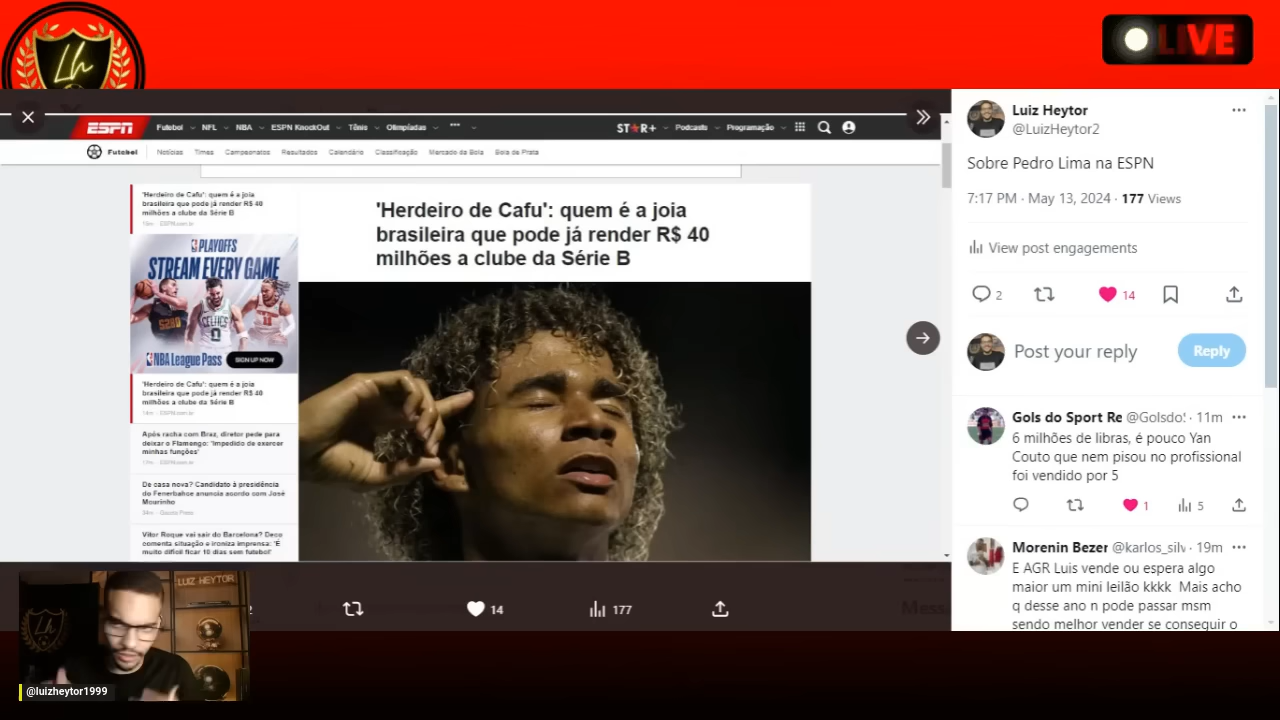 Lh
LIVE
ESPN
Futebol
NFL
NBA
ESPN KnockOut
Tênis
Olimpíadas
ST★R+
Podcasts
Programação
Futebol
Notícias
Times
Campeonatos
Resultados
Calendário
Classificação
Mercado da Bola
Bola de Prata
'Herdeiro de Cafu': quem é a joia
brasileira que pode já render R$ 40
milhões a clube da Série B
PLAYOFFS
STREAM EVERY GAME
NBA League Pass
SIGN UP NOW
'Herdeiro de Cafu': quem é a joia
brasileira que pode já render R$ 40
milhões a clube da Série B
Após racha com Braz, diretor pede para
deixar o Flamengo: 'Impedido de exercer
minhas funções'
De casa nova? Candidato à presidência
do Fenerbahce anuncia acordo com José
Mourinho
Vitor Roque vai sair do Barcelona? Deco
comenta situação e ironiza imprensa: 'É
muito difícil ficar 10 dias sem futebol'
'Herdeiro de Cafu': quem é a joia
brasileira que pode já render R$ 40
milhões a clube da Série B
2
14
177
Luiz Heytor
@LuizHeytor2
Sobre Pedro Lima na ESPN
7:17 PM · May 13, 2024 · 177 Views
View post engagements
2
14
Post your reply
Reply
Gols do Sport Re @Golsdo! · 11m
6 milhões de libras, é pouco Yan
Couto que nem pisou no profissional
foi vendido por 5
1
5
Morenin Bezer @karlos_silv · 19m
E AGR Luis vende ou espera algo
maior um mini leilão kkkk Mais acho
q desse ano n pode passar msm
sendo melhor vender se conseguir o
LUIZ HEYTOR
Lh
@luizheytor1999